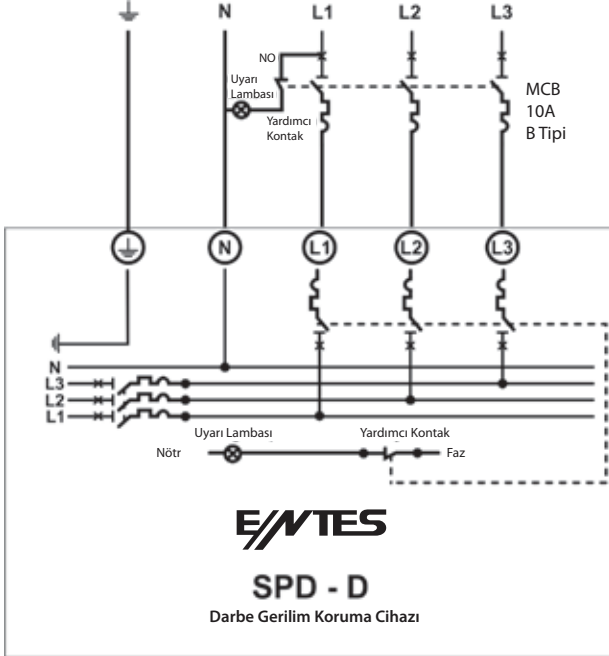 N L1 L2 L3
NO
Uyarı
Lambası
Yardımcı
Kontak
MCB
10A
B Tipi
N L1 L2 L3
N
L3
L2
L1
Uyarı Lambası Yardımcı Kontak
Nötr Faz
ENTES
SPD - D
Darbe Gerilim Koruma Cihazı